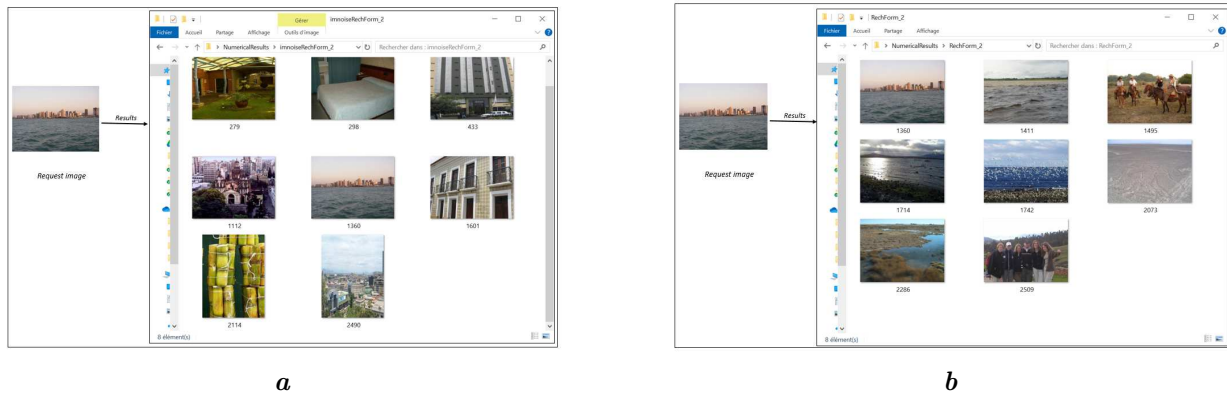 Gérer
imnoiseRechForm_2
Fichier
Accueil
Partage
Affichage
Outils d'image
NumericalResults > imnoiseRechForm_2
Rechercher dans : imnoiseRechForm_2
Results
Request image
279
298
433
1112
1360
1601
2114
2490
8 élément(s)
a
RechForm_2
Fichier
Accueil
Partage
Affichage
NumericalResults > RechForm_2
Rechercher dans : RechForm_2
Results
Request image
1360
1411
1495
1714
1742
2073
2286
2509
8 élément(s)
b